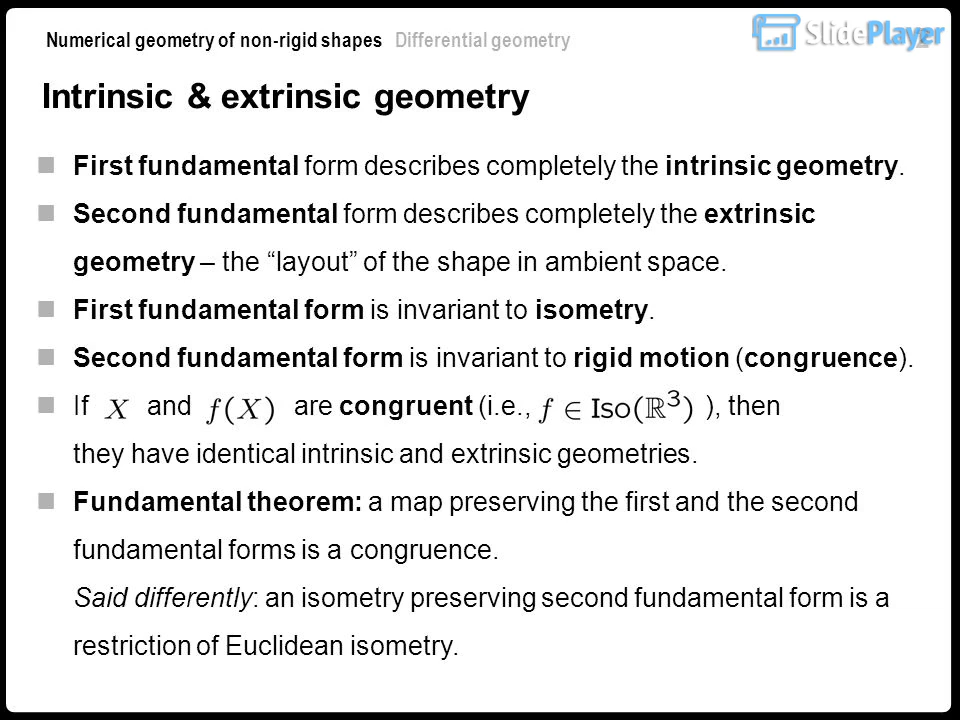 Numerical geometry of non-rigid shapes Differential geometry
SlidePlayer
2
Intrinsic & extrinsic geometry
First fundamental form describes completely the intrinsic geometry.
Second fundamental form describes completely the extrinsic
geometry – the “layout” of the shape in ambient space.
First fundamental form is invariant to isometry.
Second fundamental form is invariant to rigid motion (congruence).
If X and f(X) are congruent (i.e., f ∈ Iso(ℝ³) ), then
they have identical intrinsic and extrinsic geometries.
Fundamental theorem: a map preserving the first and the second
fundamental forms is a congruence.
Said differently: an isometry preserving second fundamental form is a
restriction of Euclidean isometry.